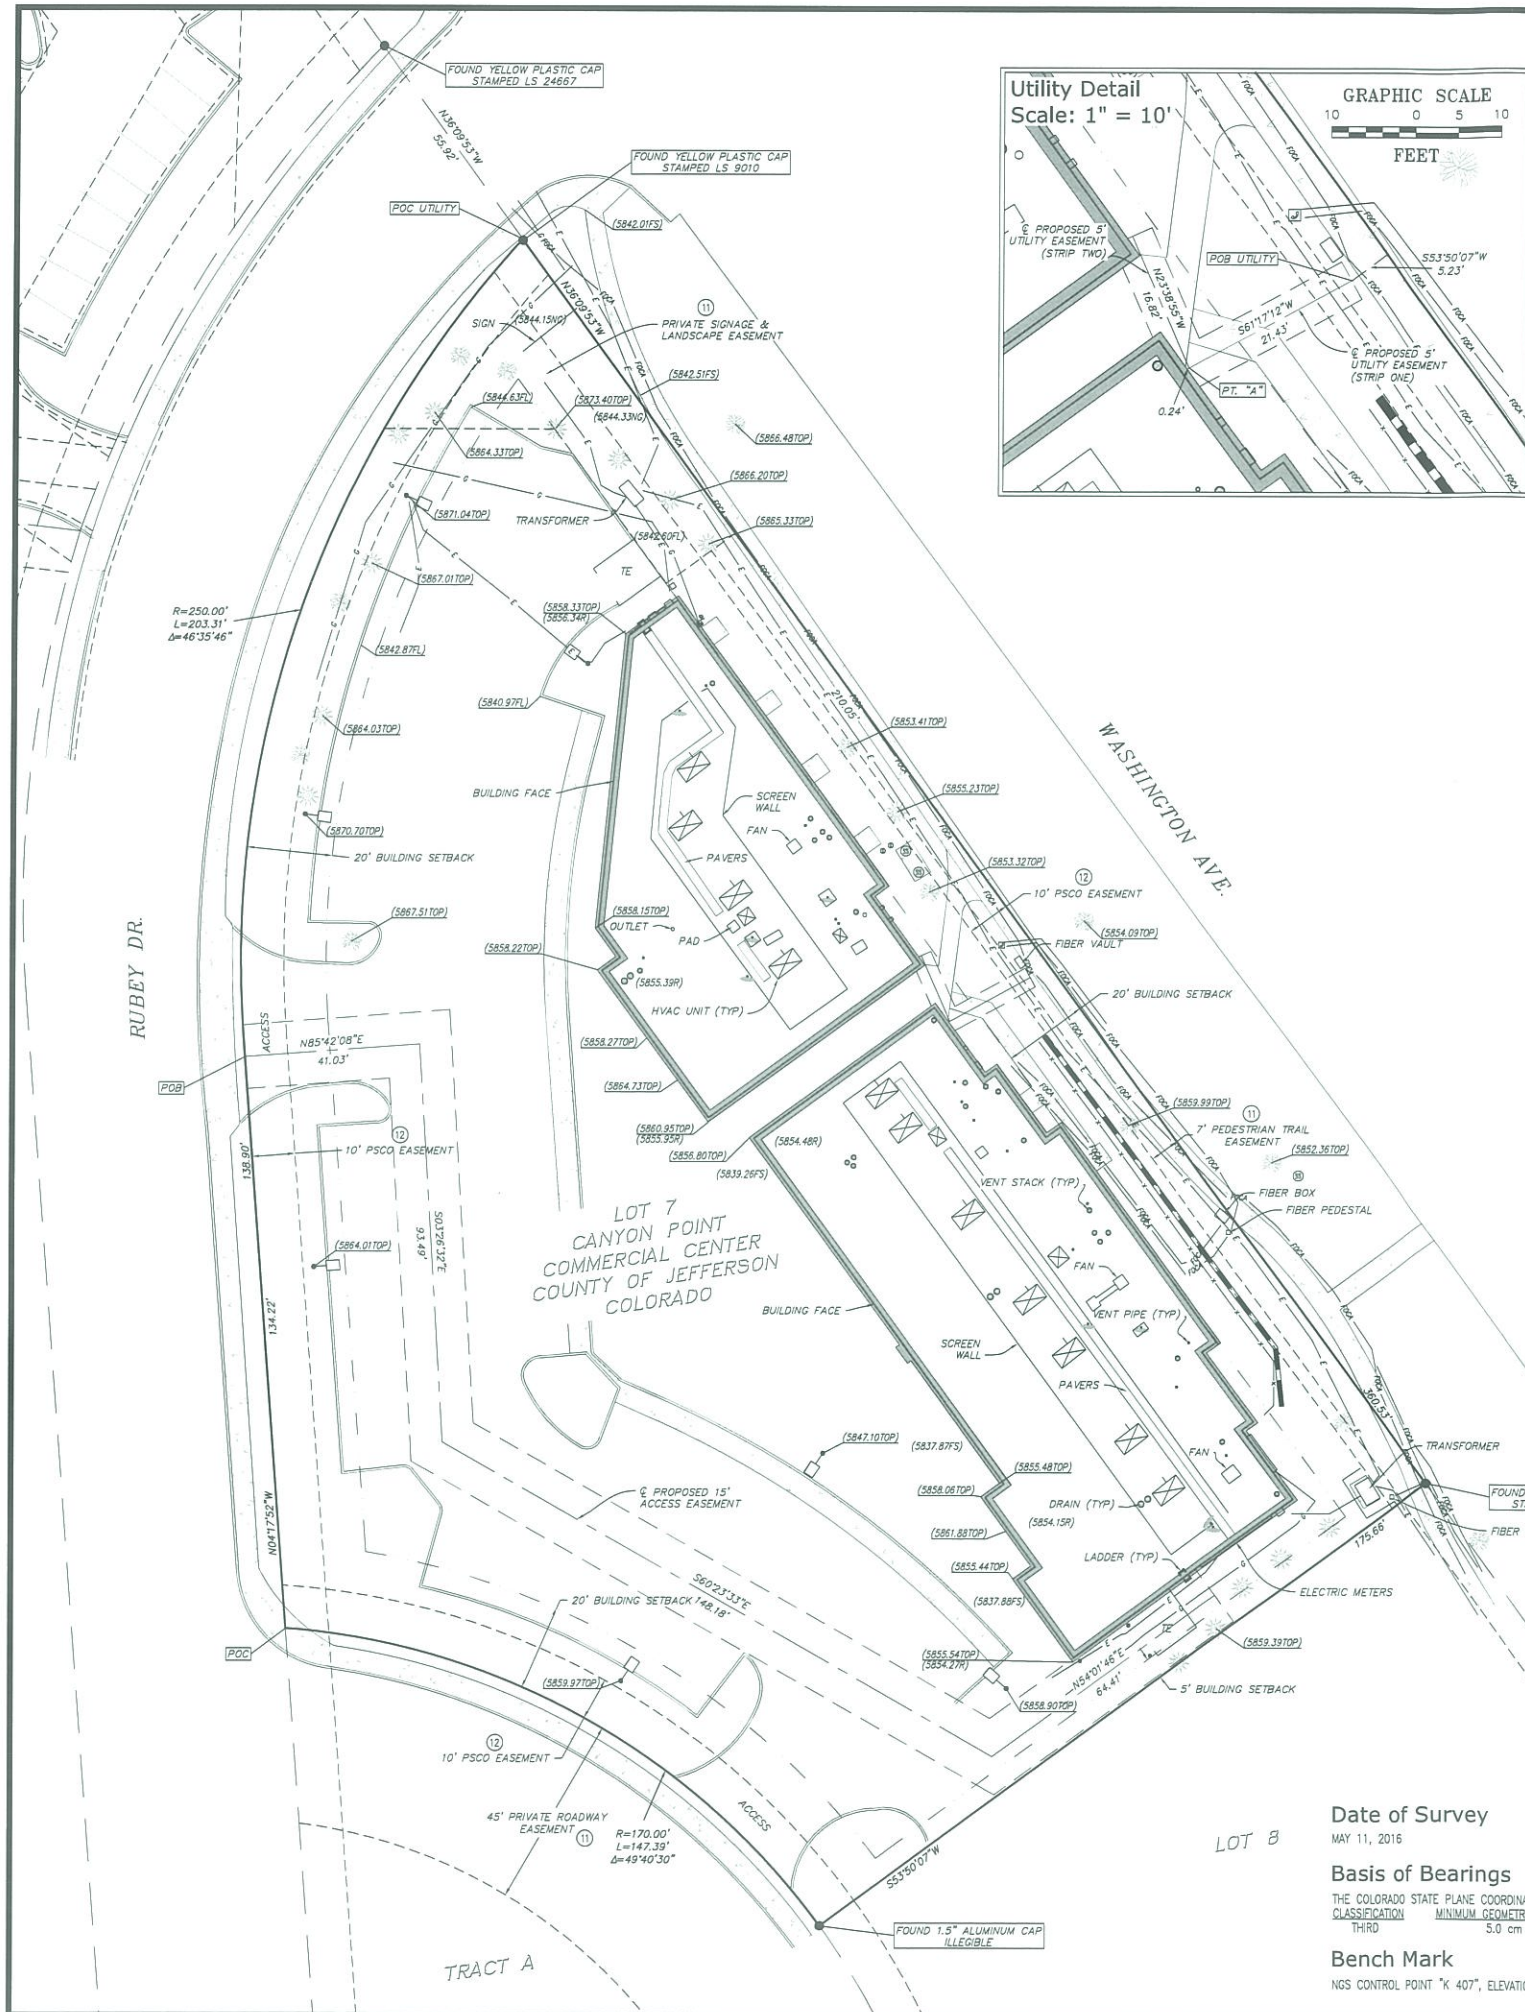 FOUND YELLOW PLASTIC CAP
STAMPED LS 24667
N36°09'53"W
55.92'
FOUND YELLOW PLASTIC CAP
STAMPED LS 9010
POC UTILITY
(5842.01FS)
Utility Detail
Scale: 1" = 10'
GRAPHIC SCALE
10 0 5 10
FEET
℄ PROPOSED 5'
UTILITY EASEMENT
(STRIP TWO)
POB UTILITY
S53°50'07"W
5.23'
N23°38'55"W
16.82'
S61°17'12"W
21.43'
℄ PROPOSED 5'
UTILITY EASEMENT
(STRIP ONE)
PT. "A"
0.24'
N36°09'53"W
SIGN
(5844.15NG)
11
PRIVATE SIGNAGE &
LANDSCAPE EASEMENT
(5842.51FS)
(5844.63FL)
(5873.40TOP)
(5844.33NG)
(5866.48TOP)
(5864.33TOP)
(5866.20TOP)
(5871.04TOP)
TRANSFORMER
(5865.33TOP)
(5842.60FL)
TE
(5867.01TOP)
R=250.00'
L=203.31'
Δ=46°35'46"
(5858.33TOP)
(5856.34R)
(5842.87FL)
(5840.97FL)
210.05'
(5864.03TOP)
(5853.41TOP)
WASHINGTON AVE.
BUILDING FACE
SCREEN
WALL
(5855.23TOP)
FAN
(5870.70TOP)
20' BUILDING SETBACK
PAVERS
(5853.32TOP)
12
10' PSCO EASEMENT
(5867.51TOP)
(5858.15TOP)
OUTLET
PAD
(5854.09TOP)
FIBER VAULT
RUBEY DR.
(5858.22TOP)
(5855.39R)
HVAC UNIT (TYP)
20' BUILDING SETBACK
ACCESS
N85°42'08"E
41.03'
(5858.27TOP)
POB
(5864.73TOP)
(5859.99TOP)
11
7' PEDESTRIAN TRAIL
EASEMENT
(5860.95TOP)
(5855.95R)
(5856.80TOP)
(5854.48R)
(5839.26FS)
12
10' PSCO EASEMENT
138.90'
(5852.36TOP)
VENT STACK (TYP)
FIBER BOX
FIBER PEDESTAL
S03°26'32"E
93.49'
(5864.01TOP)
LOT 7
CANYON POINT
COMMERCIAL CENTER
COUNTY OF JEFFERSON
COLORADO
FAN
BUILDING FACE
VENT PIPE (TYP)
134.22'
SCREEN
WALL
PAVERS
360.53'
(5847.10TOP)
(5837.87FS)
FAN
TRANSFORMER
(5855.48TOP)
(5858.06TOP)
DRAIN (TYP)
(5854.15R)
FOUND
FIBER
℄ PROPOSED 15'
ACCESS EASEMENT
N04°17'52"W
(5861.88TOP)
175.66'
(5855.44TOP)
LADDER (TYP)
ELECTRIC METERS
S60°23'33"E
148.18'
20' BUILDING SETBACK
(5837.88FS)
TE
(5859.39TOP)
POC
(5855.54TOP)
(5854.27R)
N54°01'46"E
64.41'
(5859.97TOP)
(5858.90TOP)
5' BUILDING SETBACK
12
10' PSCO EASEMENT
45' PRIVATE ROADWAY
EASEMENT 11
ACCESS
R=170.00'
L=147.39'
Δ=49°40'30"
S53°50'07"W
LOT 8
FOUND 1.5" ALUMINUM CAP
ILLEGIBLE
TRACT A
Date of Survey
MAY 11, 2016
Basis of Bearings
THE COLORADO STATE PLANE
CLASSIFICATION MINIMUM
THIRD 5.0 cm
Bench Mark
NGS CONTROL POINT "K 407",